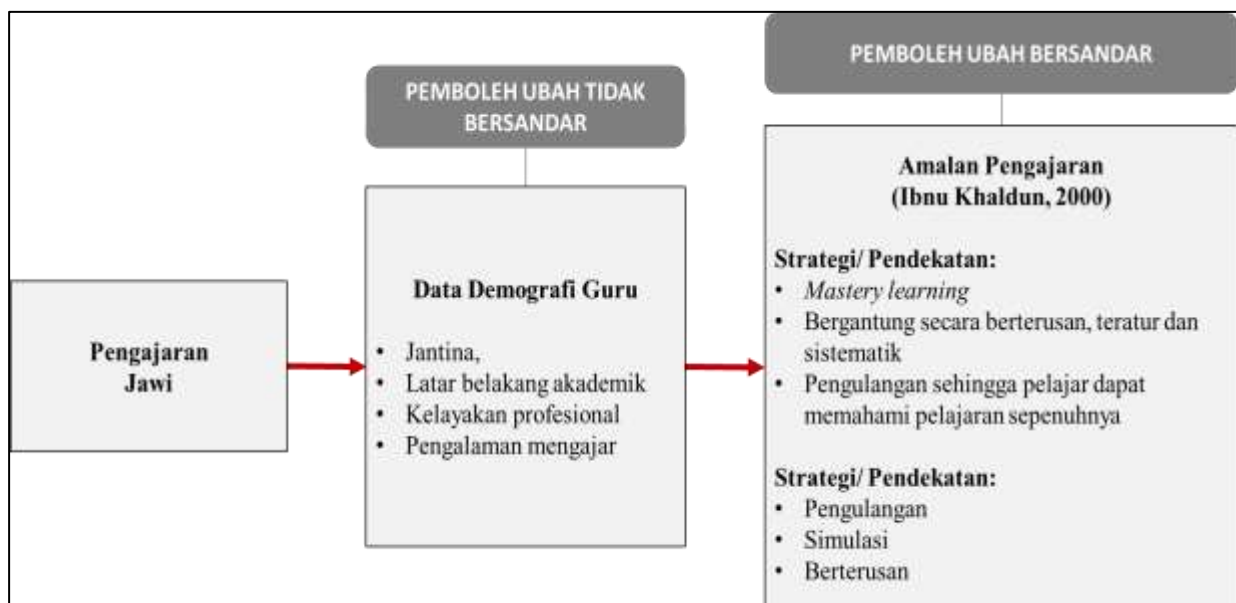 Pengajaran
Jawi
PEMBOLEH UBAH TIDAK
BERSANDAR
Data Demografi Guru
• Jantina,
• Latar belakang akademik
• Kelayakan profesional
• Pengalaman mengajar
PEMBOLEH UBAH BERSANDAR
Amalan Pengajaran
(Ibnu Khaldun, 2000)
Strategi/ Pendekatan:
• Mastery learning
• Bergantung secara berterusan, teratur dan
sistematik
• Pengulangan sehingga pelajar dapat
memahami pelajaran sepenuhnya
Strategi/ Pendekatan:
• Pengulangan
• Simulasi
• Berterusan